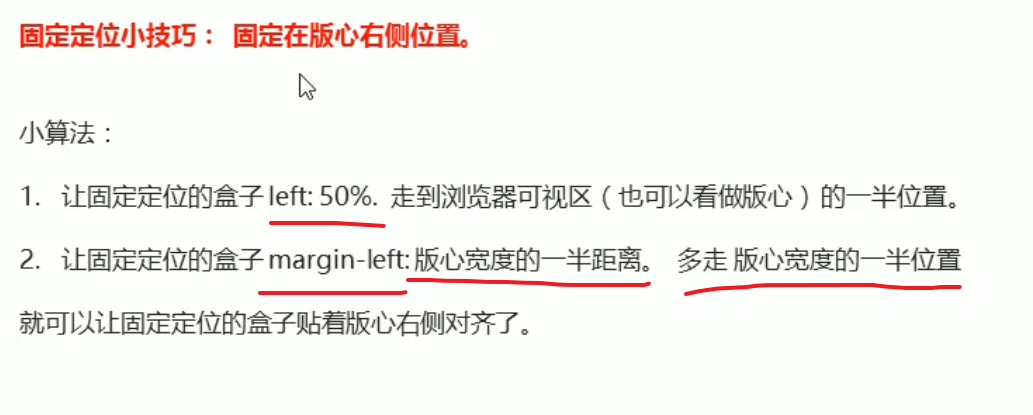 固定定位小技巧： 固定在版心右侧位置。
小算法：
1. 让固定定位的盒子 left: 50%. 走到浏览器可视区（也可以看做版心）的一半位置。
2. 让固定定位的盒子 margin-left: 版心宽度的一半距离。 多走 版心宽度的一半位置
就可以让固定定位的盒子贴着版心右侧对齐了。